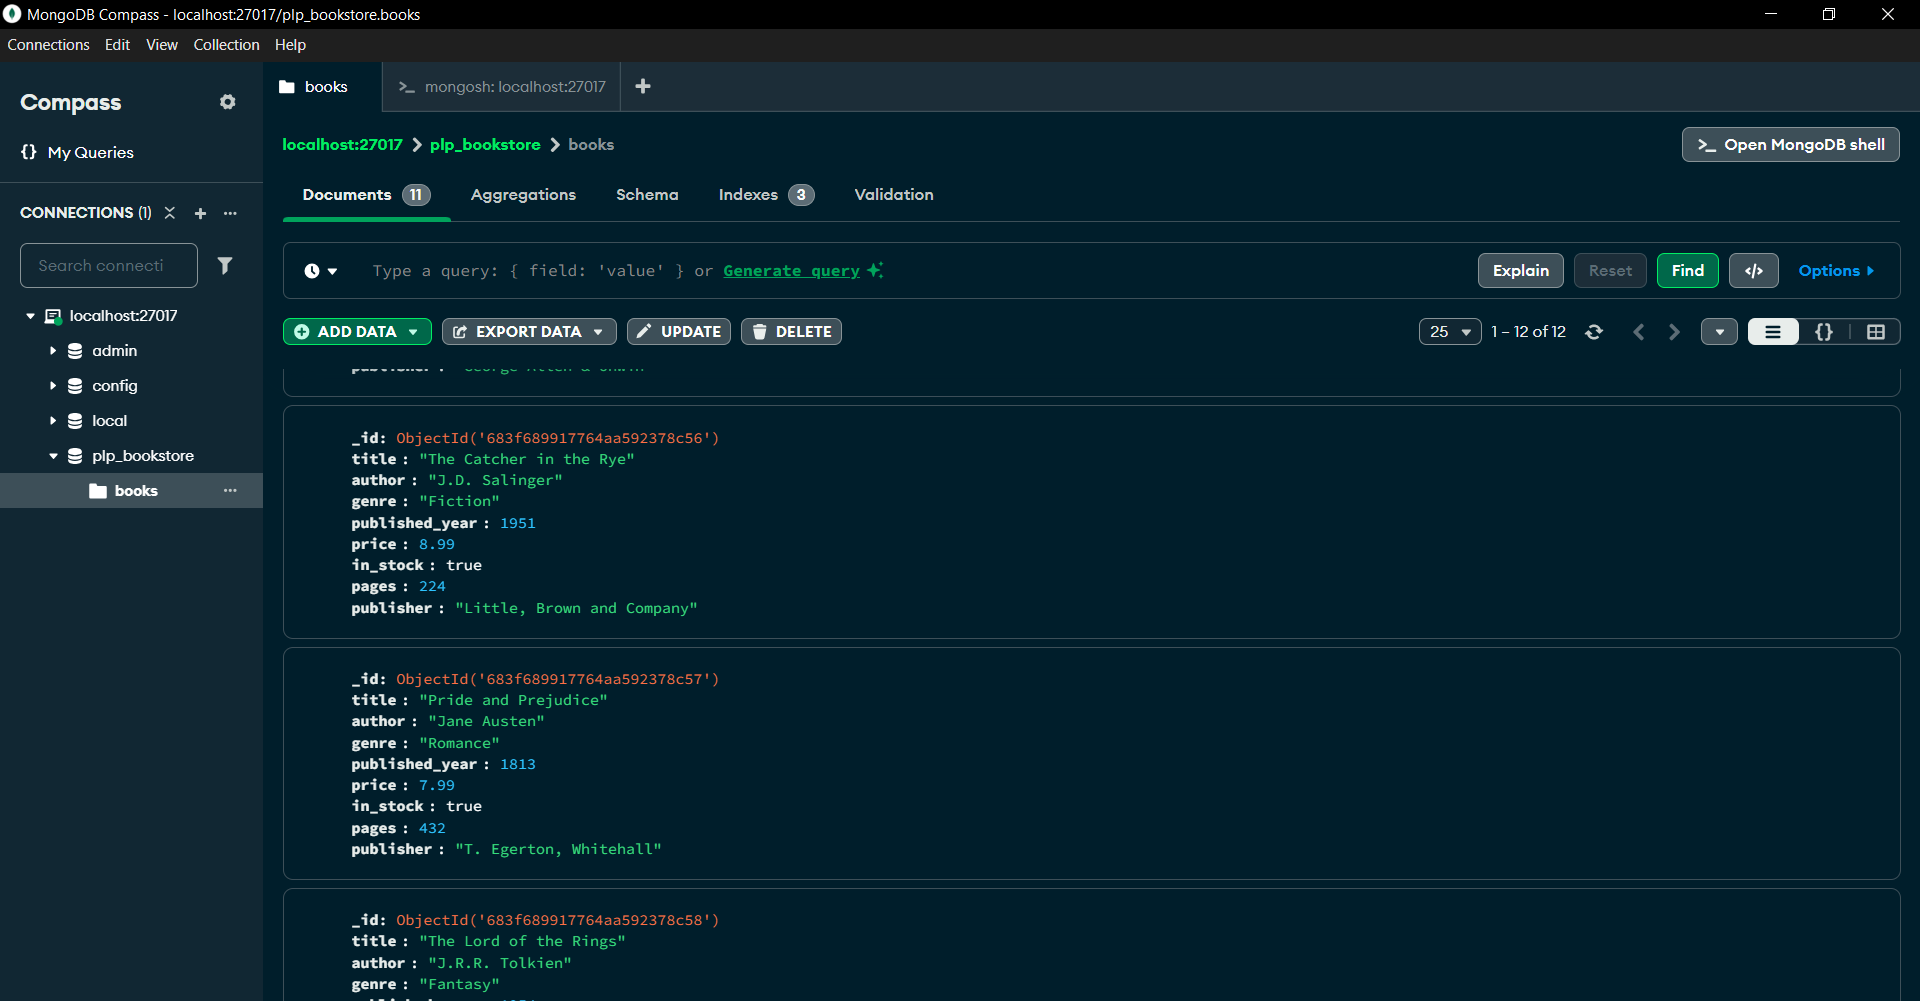 MongoDB Compass - localhost:27017/plp_bookstore.books
Connections Edit View Collection Help
Compass
{} My Queries
CONNECTIONS (1)
Search connecti
localhost:27017
admin
config
local
plp_bookstore
books
books
>_ mongosh: localhost:27017
localhost:27017 > plp_bookstore > books
>_ Open MongoDB shell
Documents 11 Aggregations Schema Indexes 3 Validation
Type a query: { field: 'value' } or Generate query
Explain Reset Find </> Options
ADD DATA EXPORT DATA UPDATE DELETE
25 1 – 12 of 12 {}
publisher : "George Allen & Unwin"
_id: ObjectId('683f689917764aa592378c56')
title : "The Catcher in the Rye"
author : "J.D. Salinger"
genre : "Fiction"
published_year : 1951
price : 8.99
in_stock : true
pages : 224
publisher : "Little, Brown and Company"
_id: ObjectId('683f689917764aa592378c57')
title : "Pride and Prejudice"
author : "Jane Austen"
genre : "Romance"
published_year : 1813
price : 7.99
in_stock : true
pages : 432
publisher : "T. Egerton, Whitehall"
_id: ObjectId('683f689917764aa592378c58')
title : "The Lord of the Rings"
author : "J.R.R. Tolkien"
genre : "Fantasy"